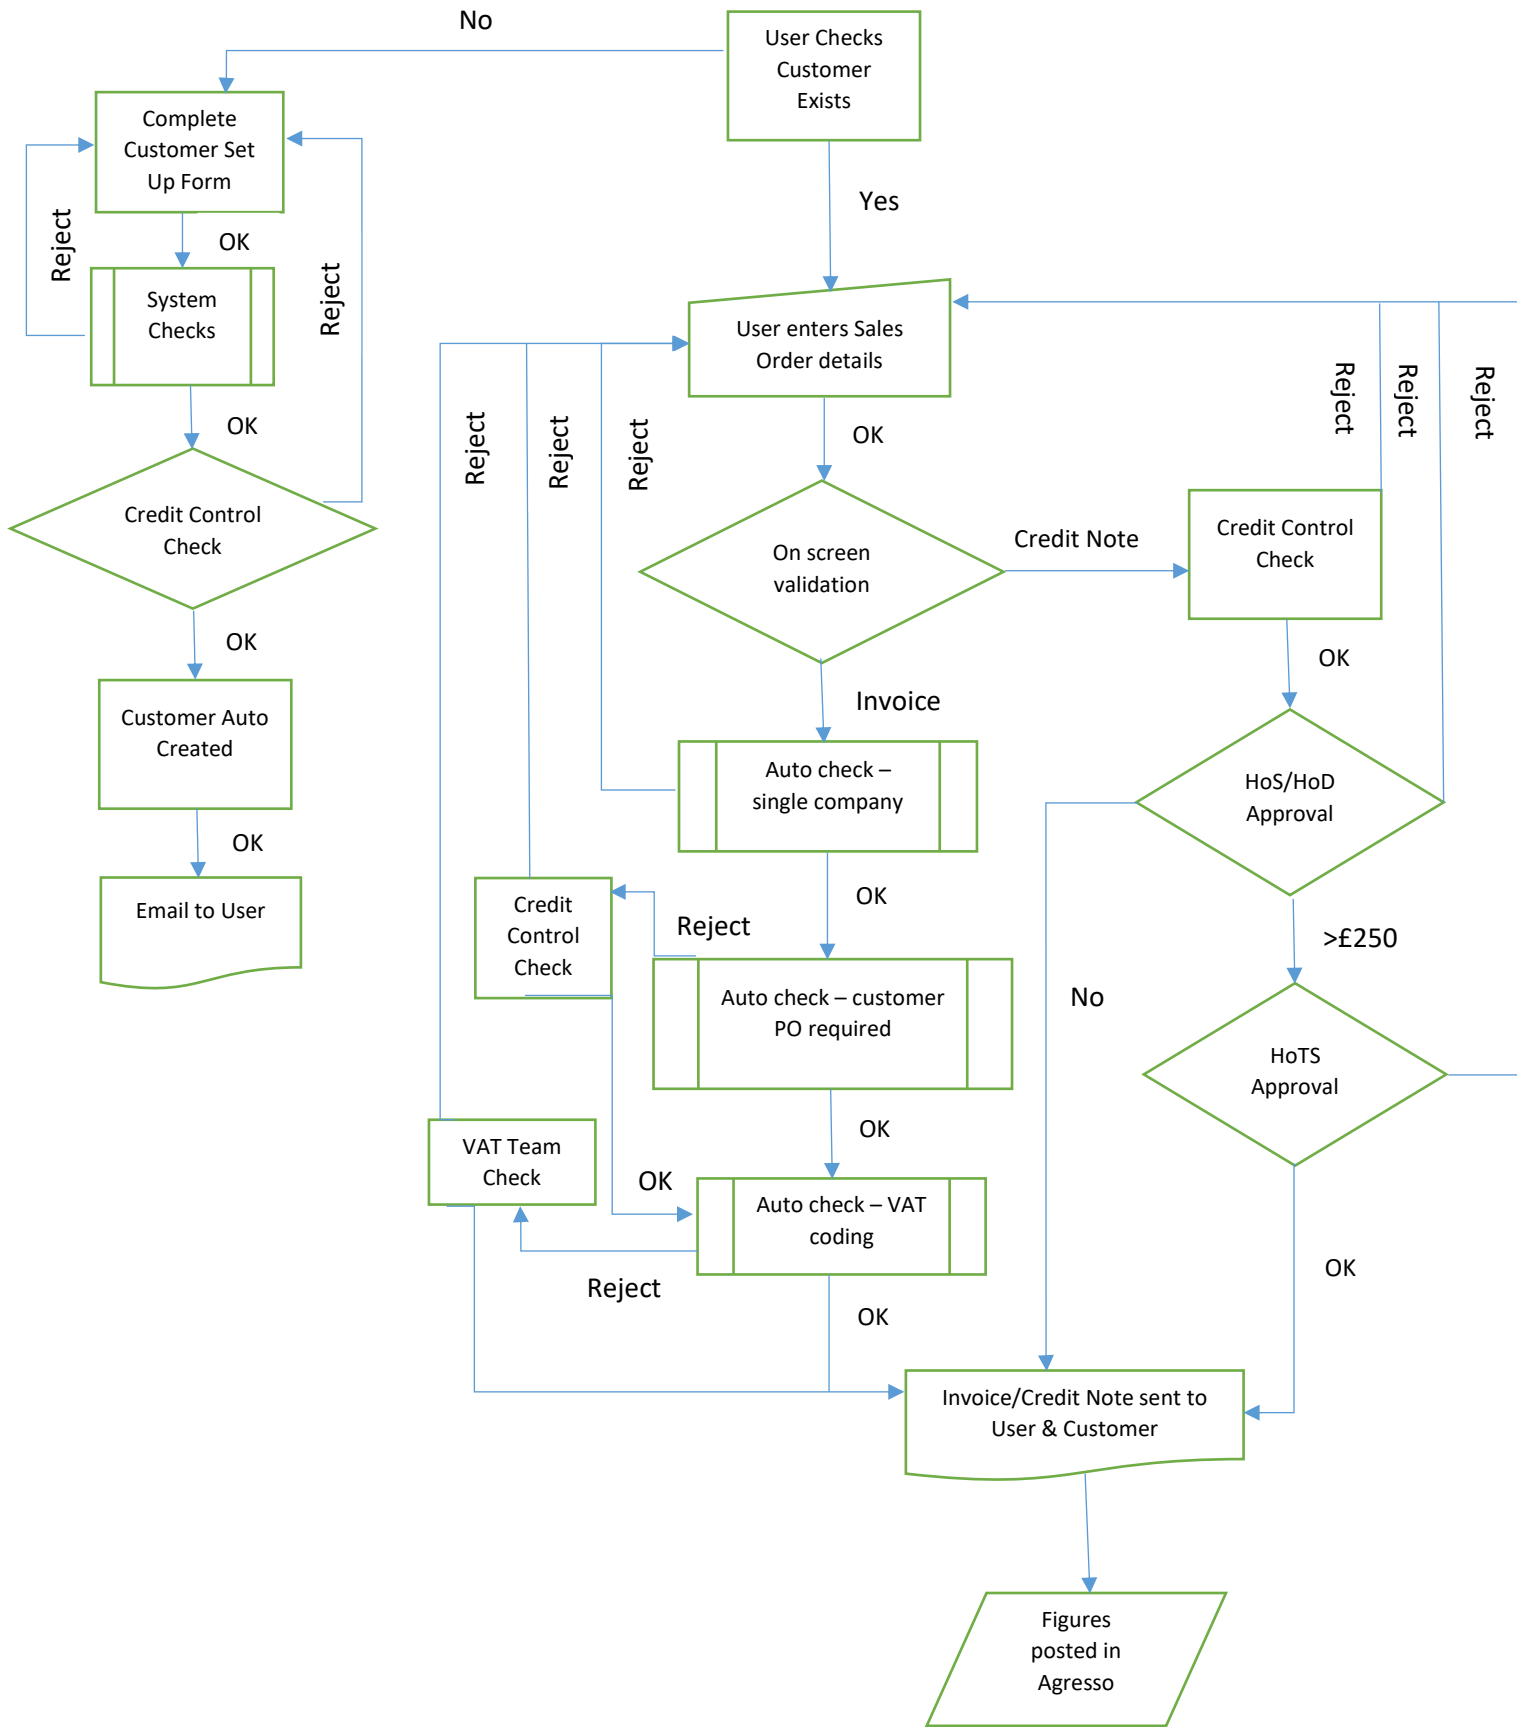 No
User Checks
Customer
Exists
Complete
Customer Set
Up Form
Reject
OK
Reject
System
Checks
OK
Credit Control
Check
OK
Customer Auto
Created
OK
Email to User
Yes
User enters Sales
Order details
Reject
Reject
Reject
OK
Reject
Reject
Reject
On screen
validation
Credit Note
Credit Control
Check
OK
Invoice
Auto check –
single company
HoS/HoD
Approval
OK
Credit
Control
Check
Reject
Auto check – customer
PO required
>£250
No
HoTS
Approval
OK
VAT Team
Check
OK
Auto check – VAT
coding
Reject
OK
OK
Invoice/Credit Note sent to
User & Customer
Figures
posted in
Agresso